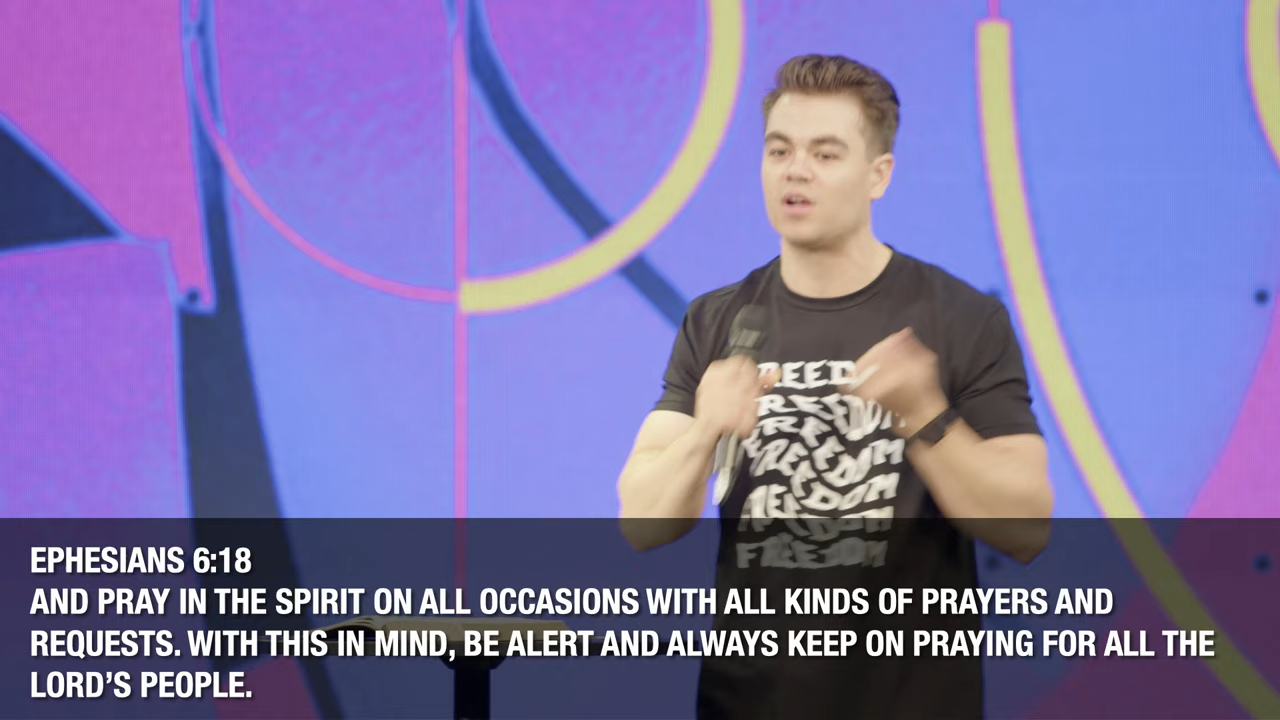 FREEDOM
EPHESIANS 6:18
AND PRAY IN THE SPIRIT ON ALL OCCASIONS WITH ALL KINDS OF PRAYERS AND
REQUESTS. WITH THIS IN MIND, BE ALERT AND ALWAYS KEEP ON PRAYING FOR ALL THE
LORD'S PEOPLE.